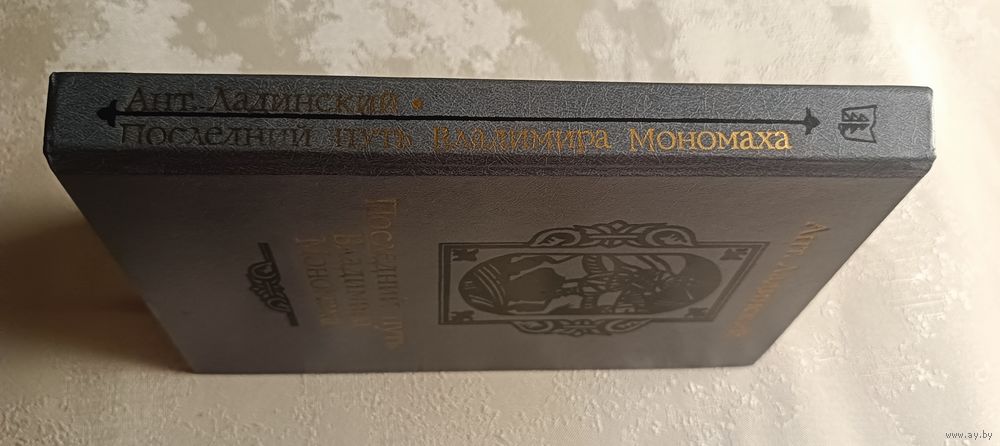 Ант. Ладинский •
Последний путь Владимира Мономаха
Ант. Ладинский
Последний путь
Владимира
Мономаха
www.ay.by